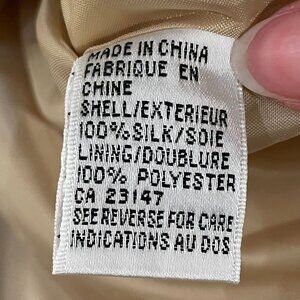 MADE IN CHINA
FABRIQUE EN
CHINE
SHELL/EXTERIEUR
100% SILK/SOIE
LINING/DOUBLURE
100% POLYESTER
CA 23147
SEE REVERSE FOR CARE
INDICATIONS AU DOS